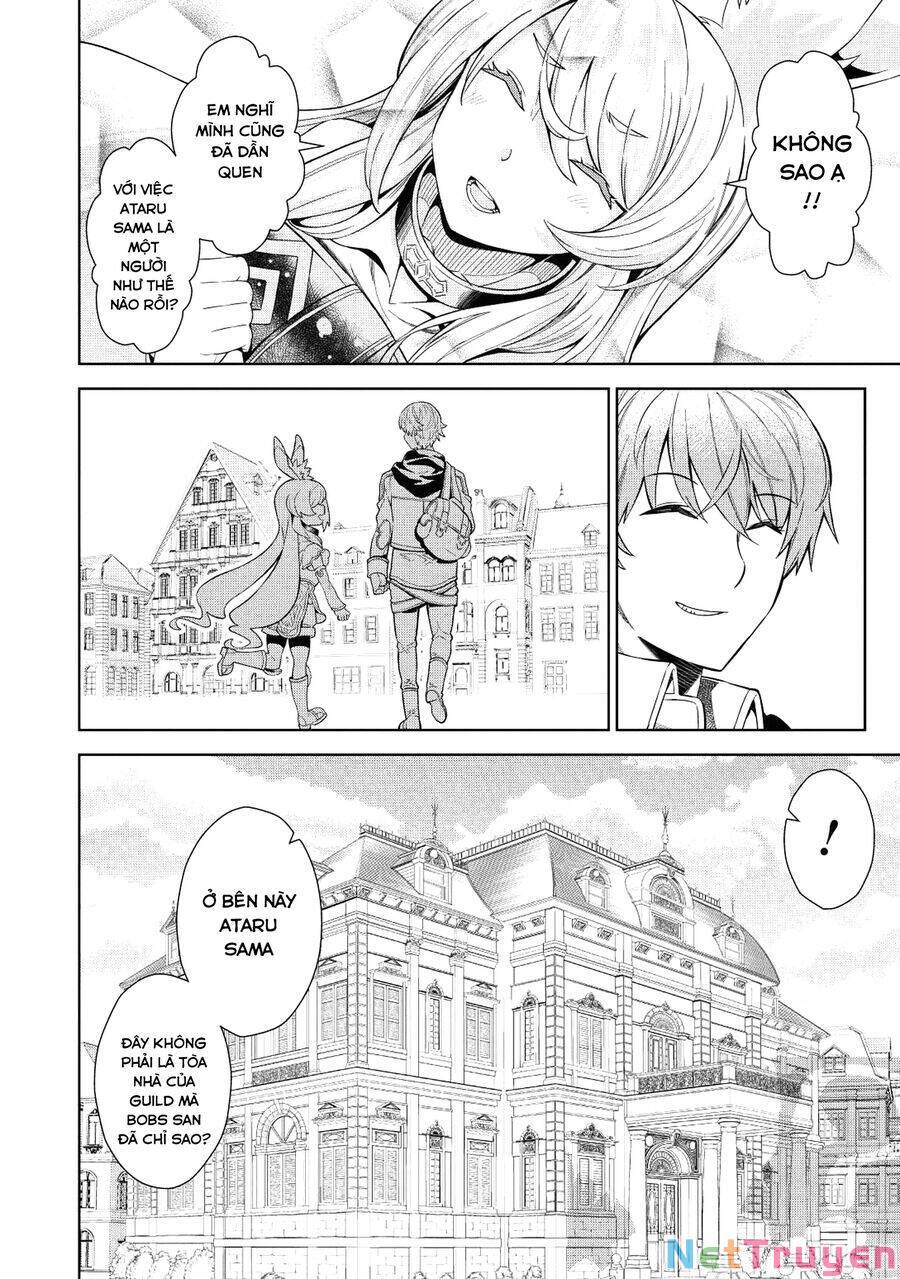 KHÔNG
SAO Ạ
!!
EM NGHĨ
MÌNH CŨNG
ĐÃ DẦN
QUEN
VỚI VIỆC
ATARU
SAMA LÀ
MỘT
NGƯỜI
NHƯ THẾ
NÀO RỒI?
!
Ở BÊN NÀY
ATARU
SAMA
ĐÂY KHÔNG
PHẢI LÀ TÒA
NHÀ CỦA
GUILD MÀ
BOBS SAN
ĐÃ CHỈ SAO?
NetTruyen